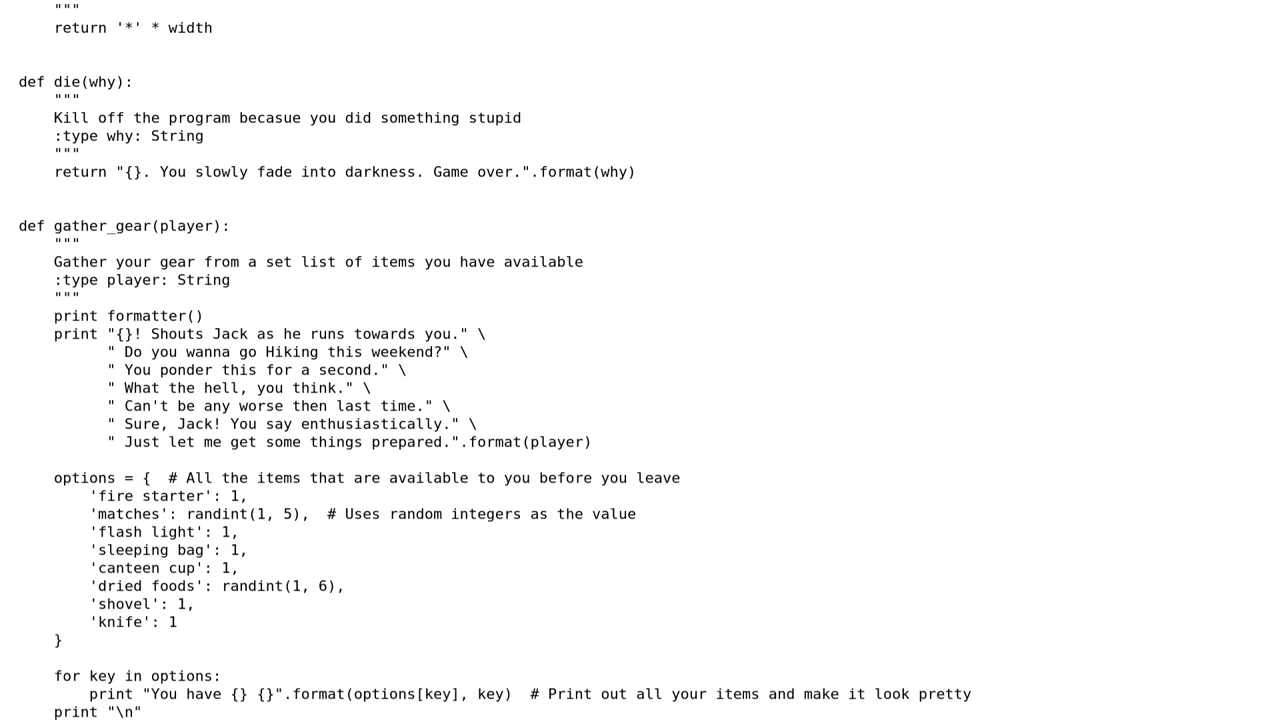 """
    return '*' * width


def die(why):
    """
    Kill off the program becasue you did something stupid
    :type why: String
    """
    return "{}. You slowly fade into darkness. Game over.".format(why)


def gather_gear(player):
    """
    Gather your gear from a set list of items you have available
    :type player: String
    """
    print formatter()
    print "{}! Shouts Jack as he runs towards you." \
          " Do you wanna go Hiking this weekend?" \
          " You ponder this for a second." \
          " What the hell, you think." \
          " Can't be any worse then last time." \
          " Sure, Jack! You say enthusiastically." \
          " Just let me get some things prepared.".format(player)

    options = {  # All the items that are available to you before you leave
        'fire starter': 1,
        'matches': randint(1, 5),  # Uses random integers as the value
        'flash light': 1,
        'sleeping bag': 1,
        'canteen cup': 1,
        'dried foods': randint(1, 6),
        'shovel': 1,
        'knife': 1
    }

    for key in options:
        print "You have {} {}".format(options[key], key)  # Print out all your items and make it look pretty
    print "\n"